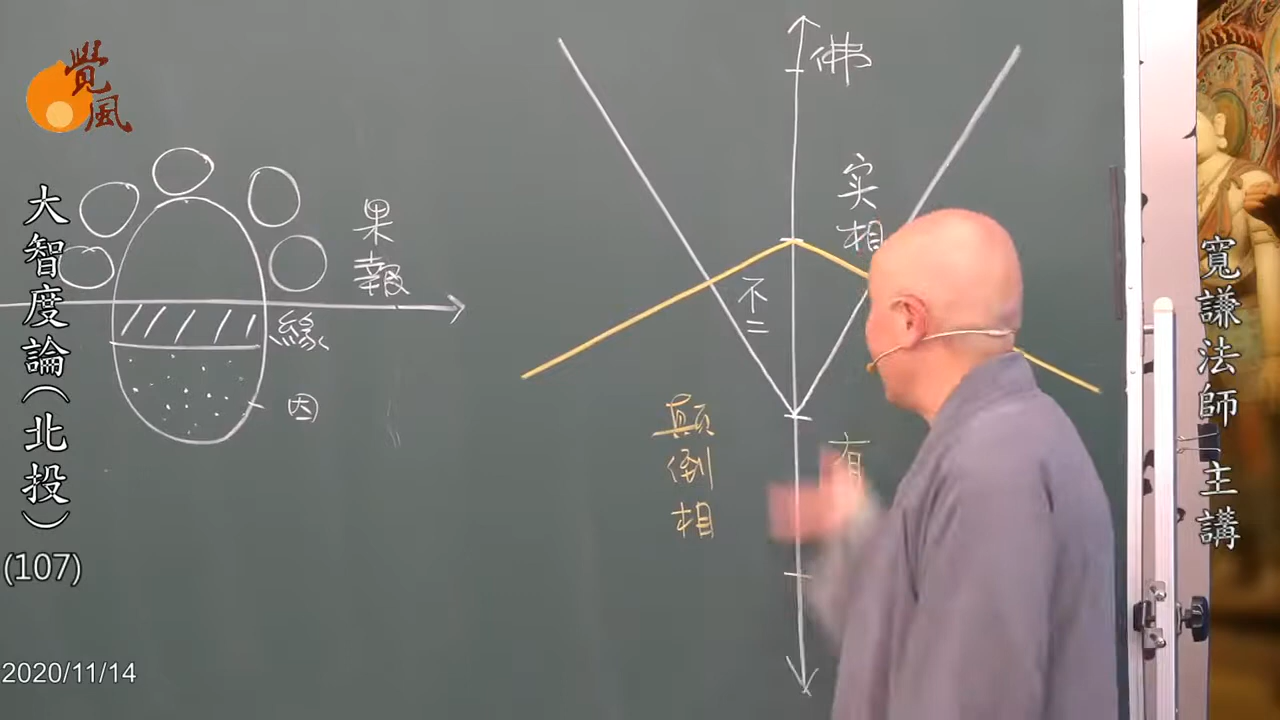 覺風
大智度論(北投)
(107)
2020/11/14
果報
緣
因
佛
实相
不二
顛倒相
有
寬謙法師 主講